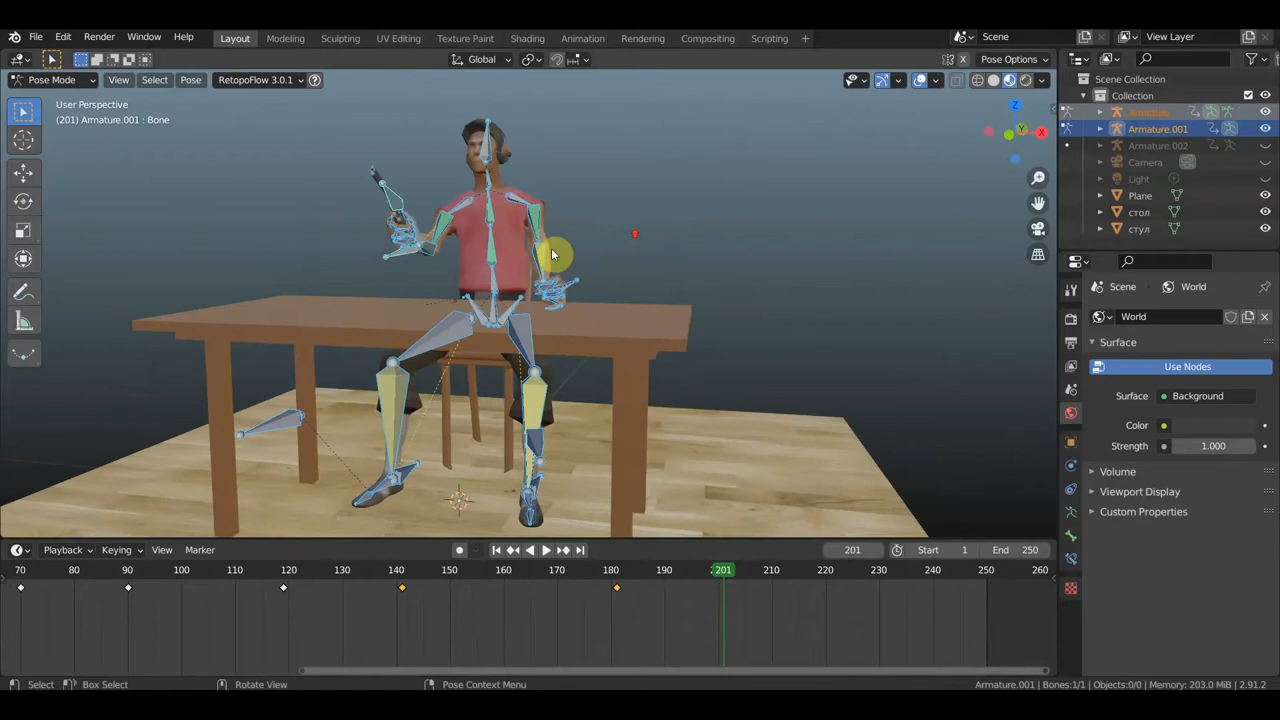 File Edit Render Window Help Layout Modeling Sculpting UV Editing Texture Paint Shading Animation Rendering Compositing Scripting + Scene View Layer
Global X Pose Options
Pose Mode View Select Pose RetopoFlow 3.0.1
User Perspective
(201) Armature.001 : Bone
Z
Y
X
Scene Collection
Collection
Armature
Armature.001
Armature.002
Camera
Light
Plane
стол
стул
Scene World
World
Surface
Use Nodes
Surface Background
Color
Strength 1.000
Volume
Viewport Display
Custom Properties
Playback Keying View Marker 201 Start 1 End 250
70 80 90 100 110 120 130 140 150 160 170 180 190 201 210 220 230 240 250 260
Select Box Select Rotate View Pose Context Menu Armature.001 | Bones:1/1 | Objects:0/0 | Memory: 203.0 MiB | 2.91.2